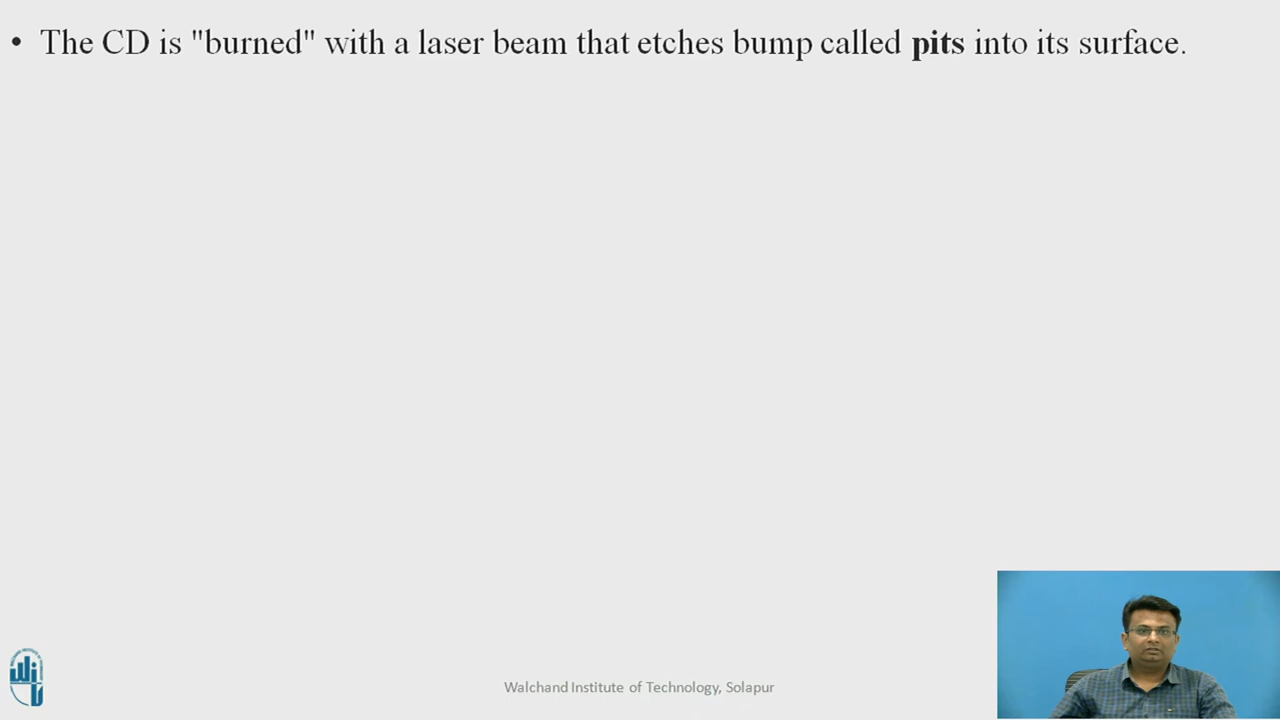 • The CD is "burned" with a laser beam that etches bump called pits into its surface.
Walchand Institute of Technology, Solapur